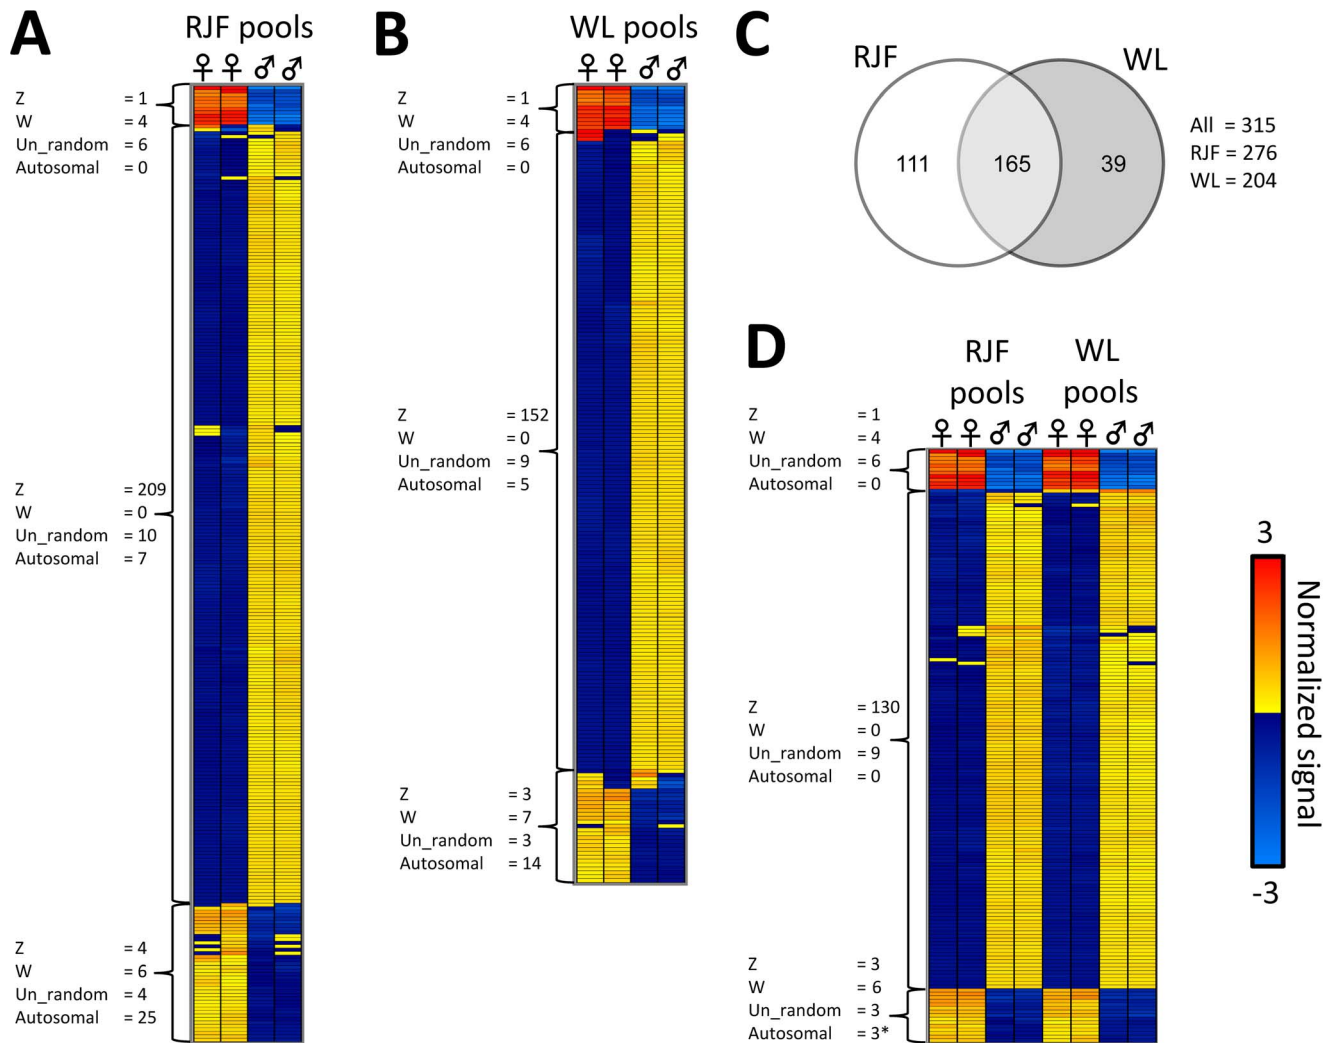 A
RJF pools
♀ ♀ ♂ ♂
Z = 1
W = 4
Un_random = 6
Autosomal = 0
Z = 209
W = 0
Un_random = 10
Autosomal = 7
Z = 4
W = 6
Un_random = 4
Autosomal = 25
B
WL pools
♀ ♀ ♂ ♂
Z = 1
W = 4
Un_random = 6
Autosomal = 0
Z = 152
W = 0
Un_random = 9
Autosomal = 5
Z = 3
W = 7
Un_random = 3
Autosomal = 14
C
RJF WL
111 165 39
All = 315
RJF = 276
WL = 204
D
RJF WL
pools pools
♀ ♀ ♂ ♂ ♀ ♀ ♂ ♂
Z = 1
W = 4
Un_random = 6
Autosomal = 0
Z = 130
W = 0
Un_random = 9
Autosomal = 0
Z = 3
W = 6
Un_random = 3
Autosomal = 3*
3
Normalized signal
-3